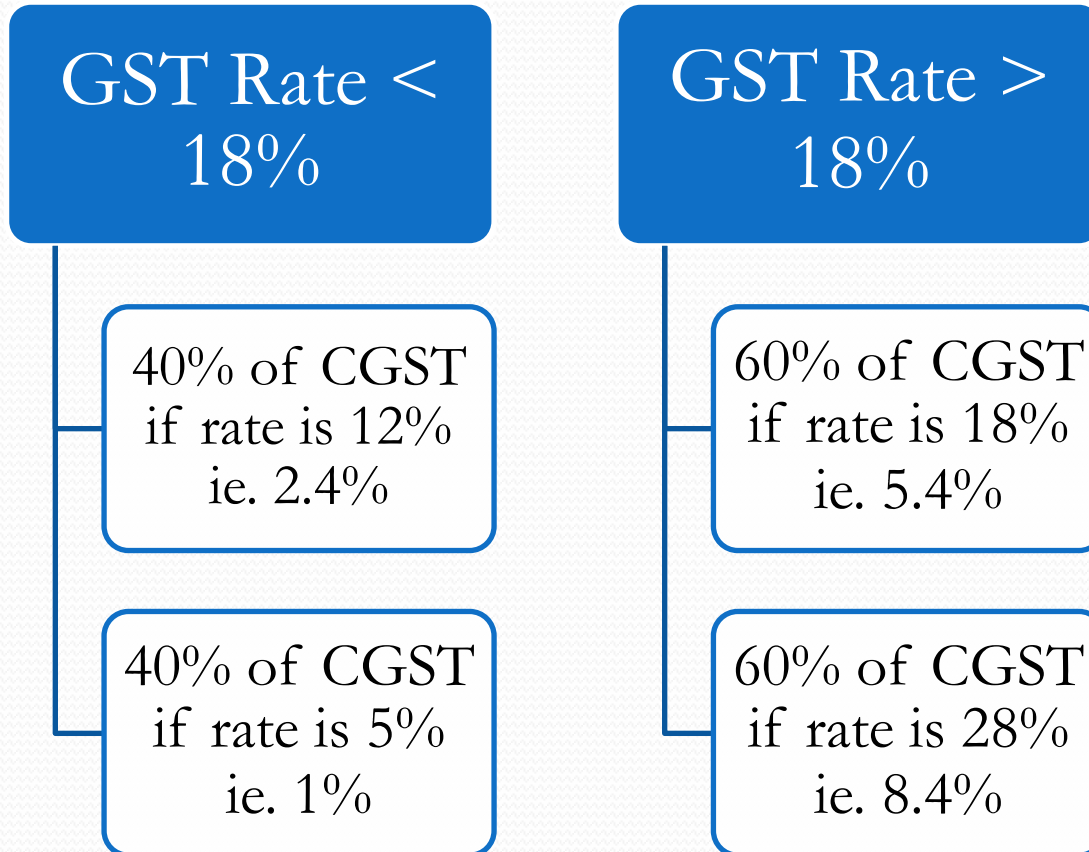 GST Rate <
18%
40% of CGST
if rate is 12%
ie. 2.4%
40% of CGST
if rate is 5%
ie. 1%
GST Rate >
18%
60% of CGST
if rate is 18%
ie. 5.4%
60% of CGST
if rate is 28%
ie. 8.4%